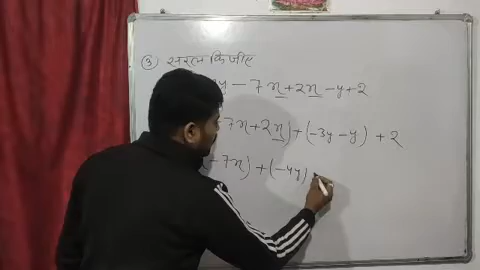 ③ सरल कीजिए
y - 7x + 2x - y + 2
7x + 2x) + (-3y - y) + 2
- 7x) + (-4y)